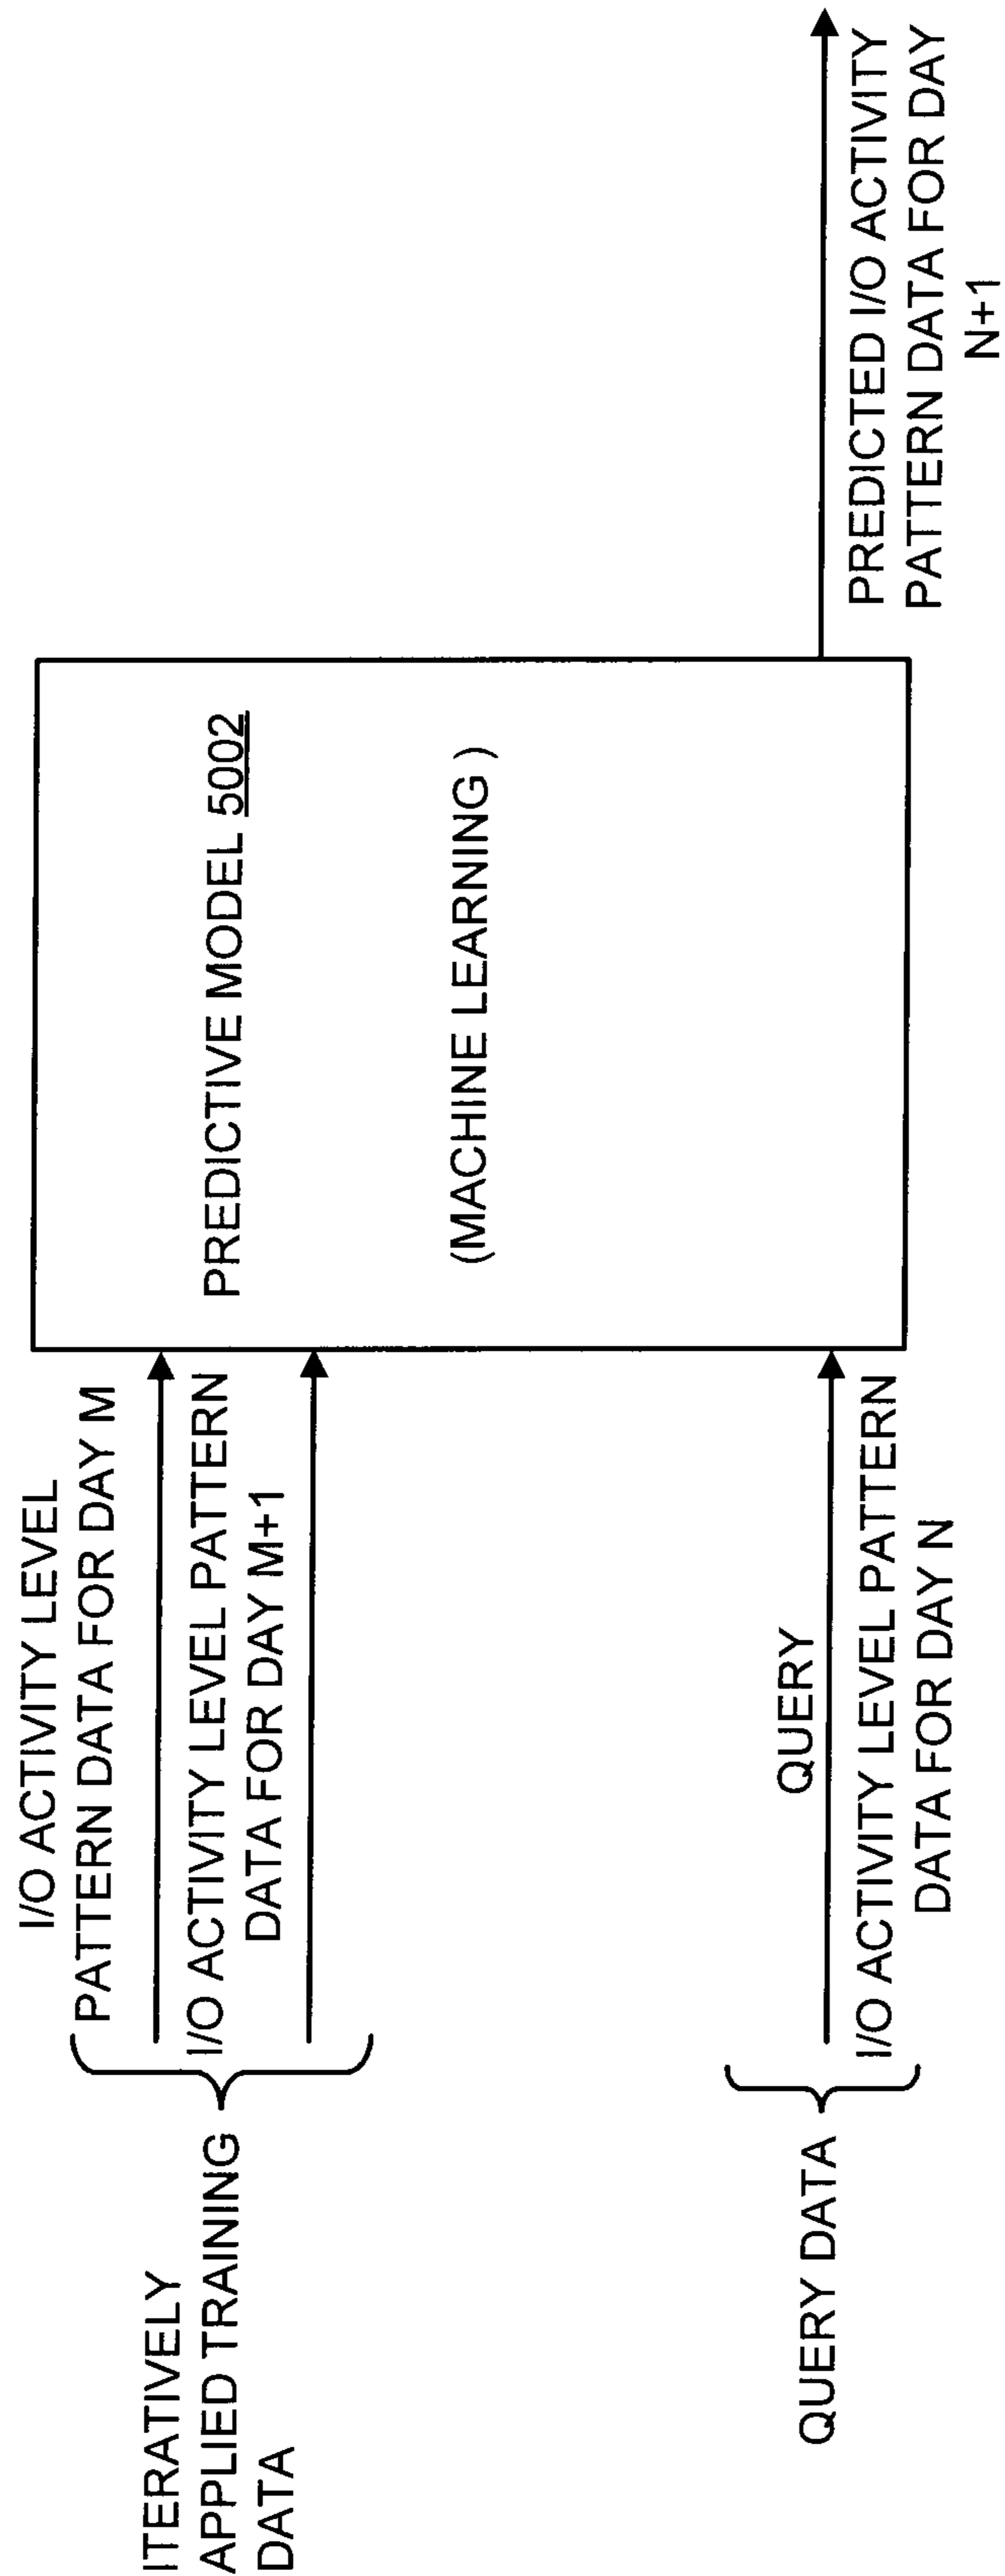 ITERATIVELY
APPLIED TRAINING
DATA
I/O ACTIVITY LEVEL
PATTERN DATA FOR DAY M
I/O ACTIVITY LEVEL PATTERN
DATA FOR DAY M+1
PREDICTIVE MODEL 5002
(MACHINE LEARNING )
QUERY DATA
QUERY
I/O ACTIVITY LEVEL PATTERN
DATA FOR DAY N
PREDICTED I/O ACTIVITY
PATTERN DATA FOR DAY
N+1